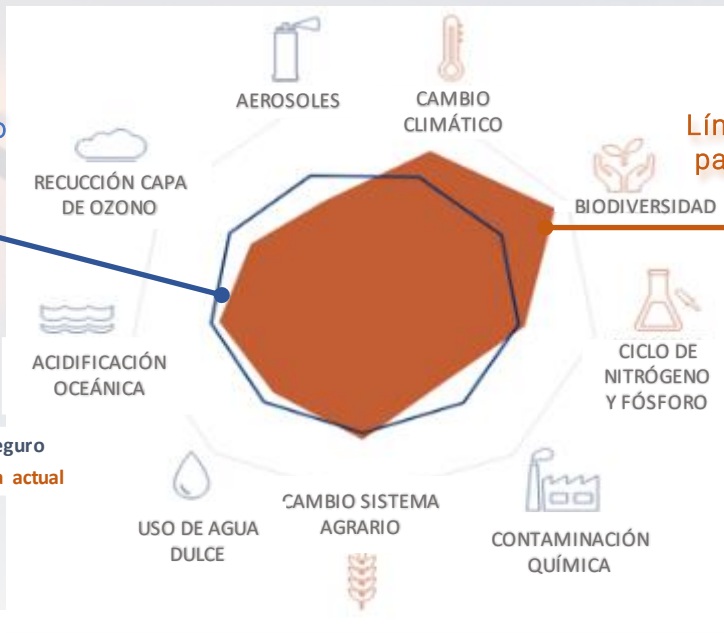 AEROSOLES
CAMBIO
CLIMÁTICO
Lín
pa
o
RECUCCIÓN CAPA
DE OZONO
BIODIVERSIDAD
ACIDIFICACIÓN
OCEÁNICA
CICLO DE
NITRÓGENO
Y FÓSFORO
eguro
actual
USO DE AGUA
DULCE
CAMBIO SISTEMA
AGRARIO
CONTAMINACIÓN
QUÍMICA